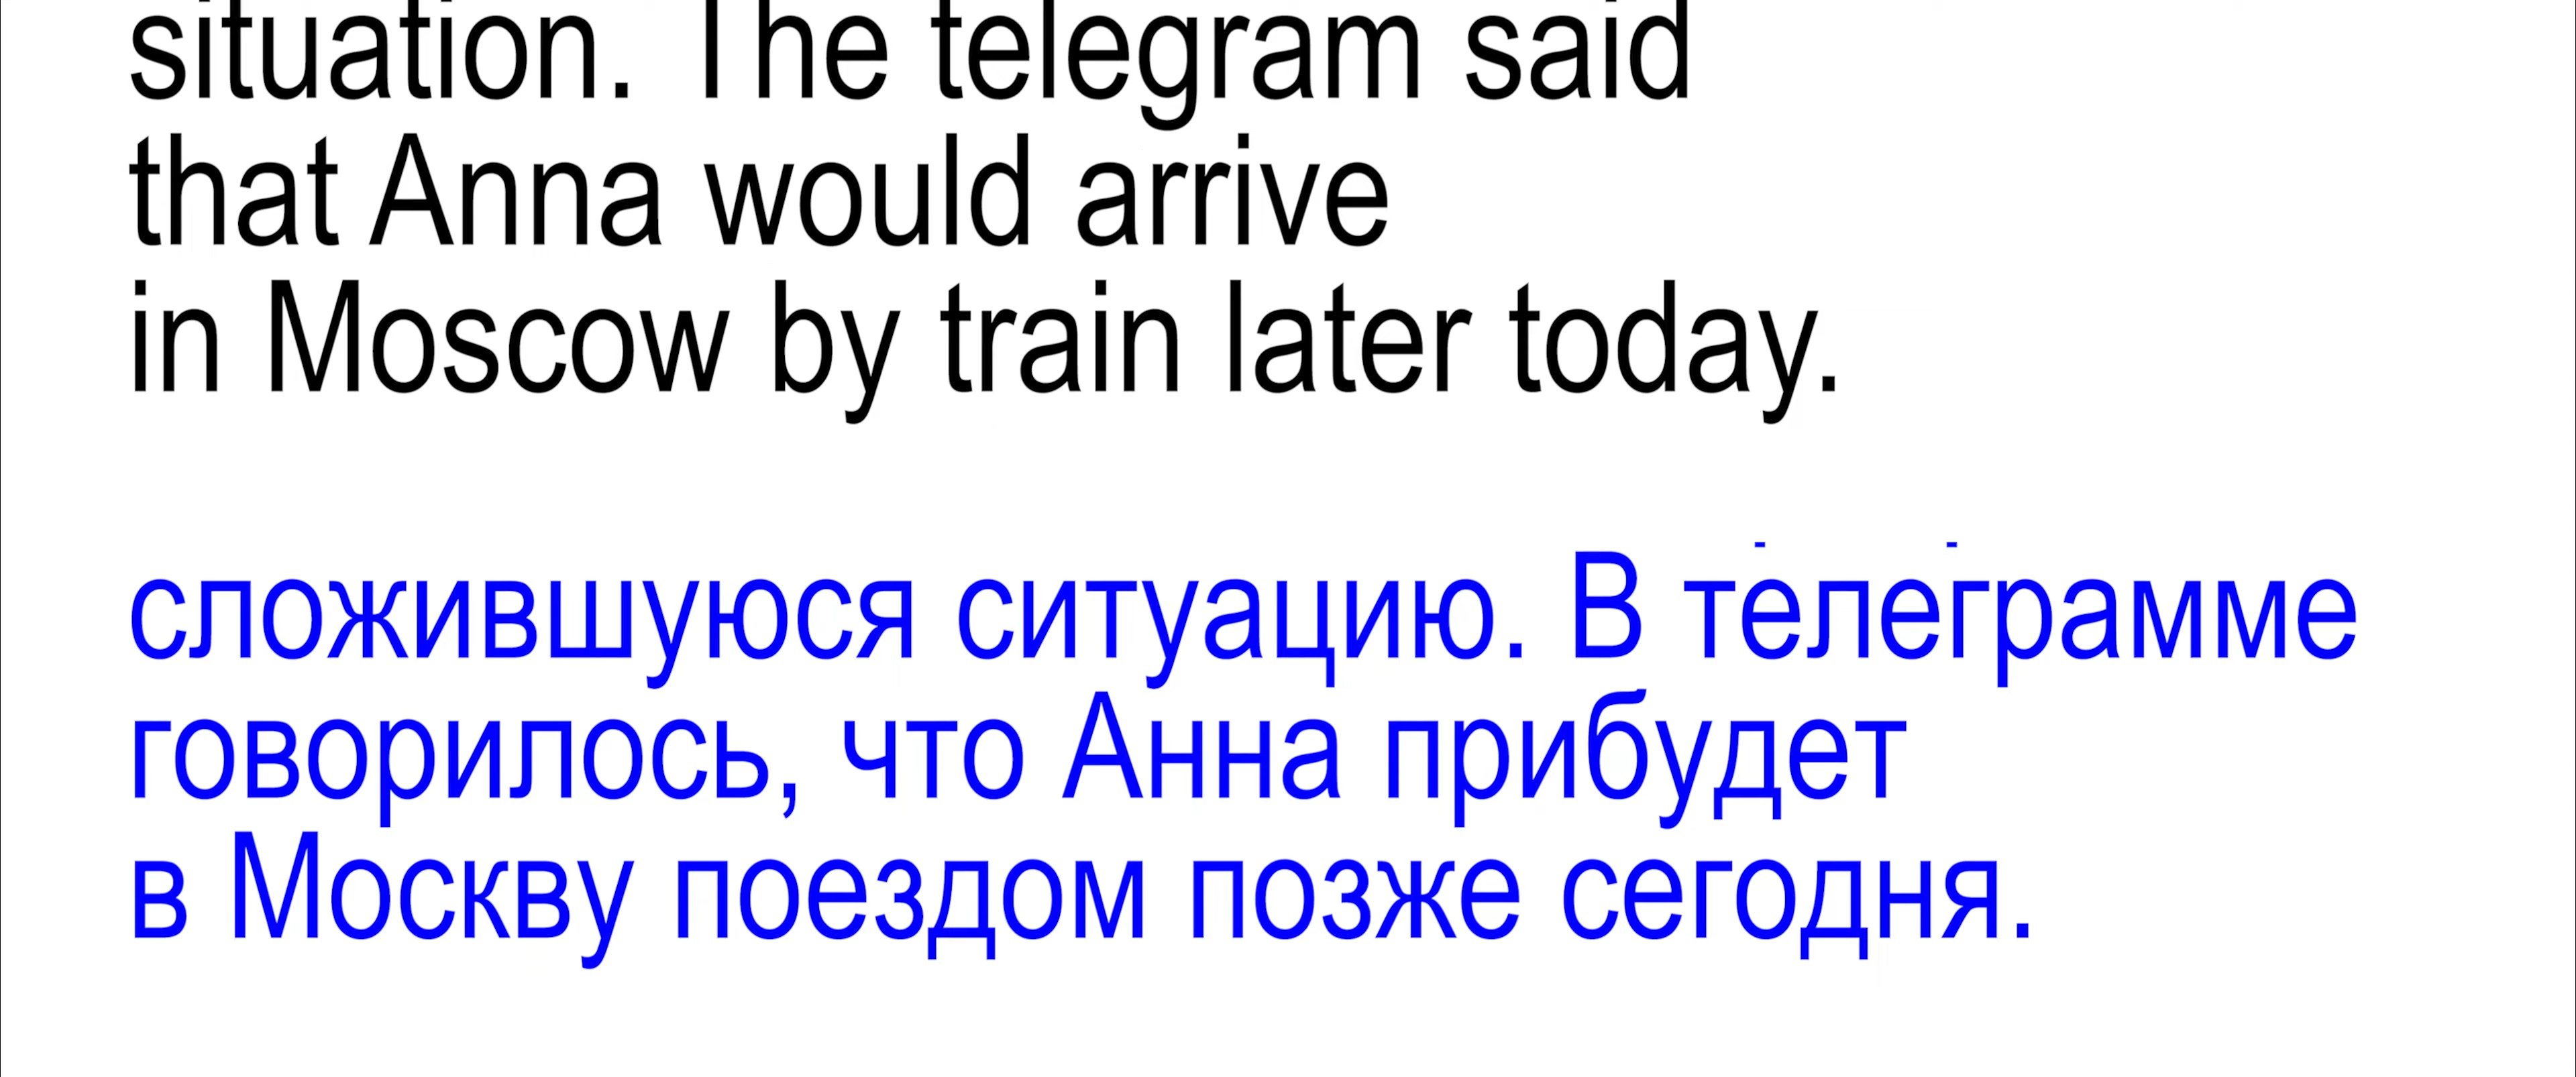 situation. The telegram said
that Anna would arrive
in Moscow by train later today.
сложившуюся ситуацию. В телеграмме
говорилось, что Анна прибудет
в Москву поездом позже сегодня.